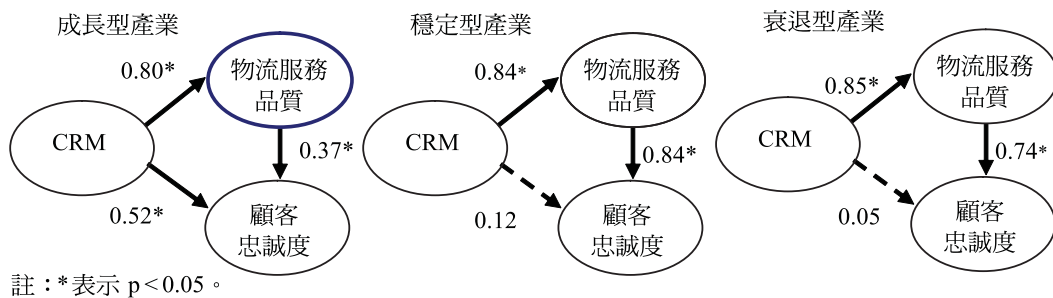 成長型產業
0.80*
物流服務
品質
CRM
0.37*
0.52*
顧客
忠誠度
穩定型產業
0.84*
物流服務
品質
CRM
0.84*
0.12
顧客
忠誠度
衰退型產業
0.85*
物流服務
品質
CRM
0.74*
0.05
顧客
忠誠度
註：*表示 p<0.05。